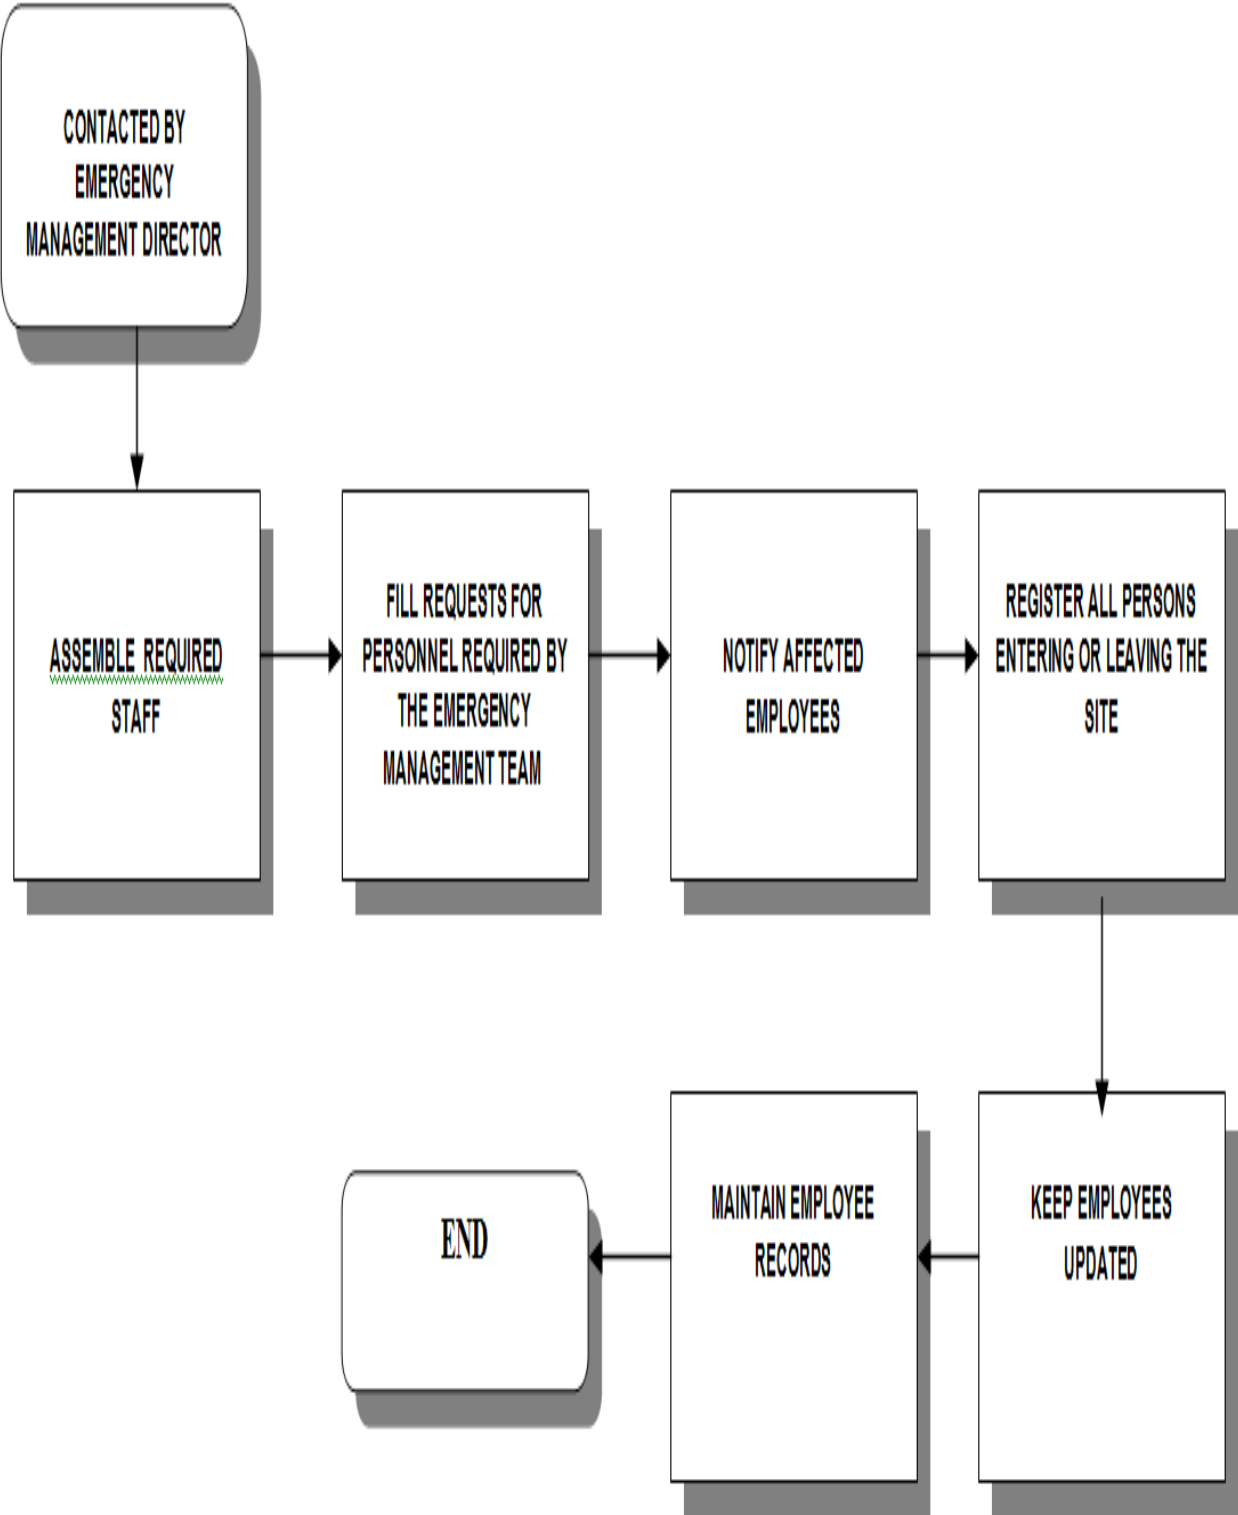 CONTACTED BY
EMERGENCY
MANAGEMENT DIRECTOR
ASSEMBLE REQUIRED
STAFF
FILL REQUESTS FOR
PERSONNEL REQUIRED BY
THE EMERGENCY
MANAGEMENT TEAM
NOTIFY AFFECTED
EMPLOYEES
REGISTER ALL PERSONS
ENTERING OR LEAVING THE
SITE
KEEP EMPLOYEES
UPDATED
MAINTAIN EMPLOYEE
RECORDS
END